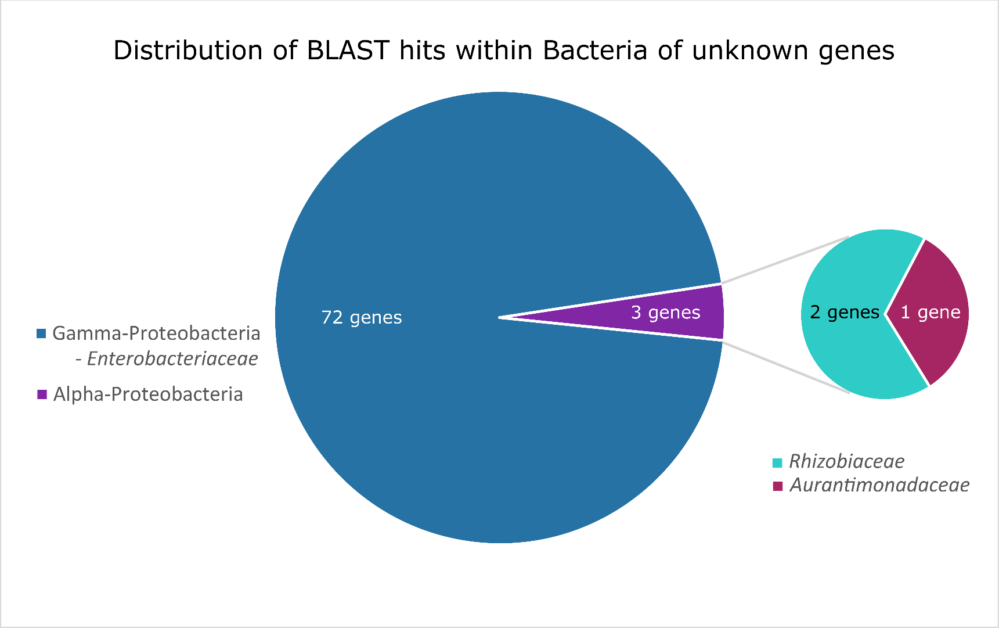 Distribution of BLAST hits within Bacteria of unknown genes
72 genes
3 genes
2 genes
1 gene
Gamma-Proteobacteria
- Enterobacteriaceae
Alpha-Proteobacteria
Rhizobiaceae
Aurantimonadaceae